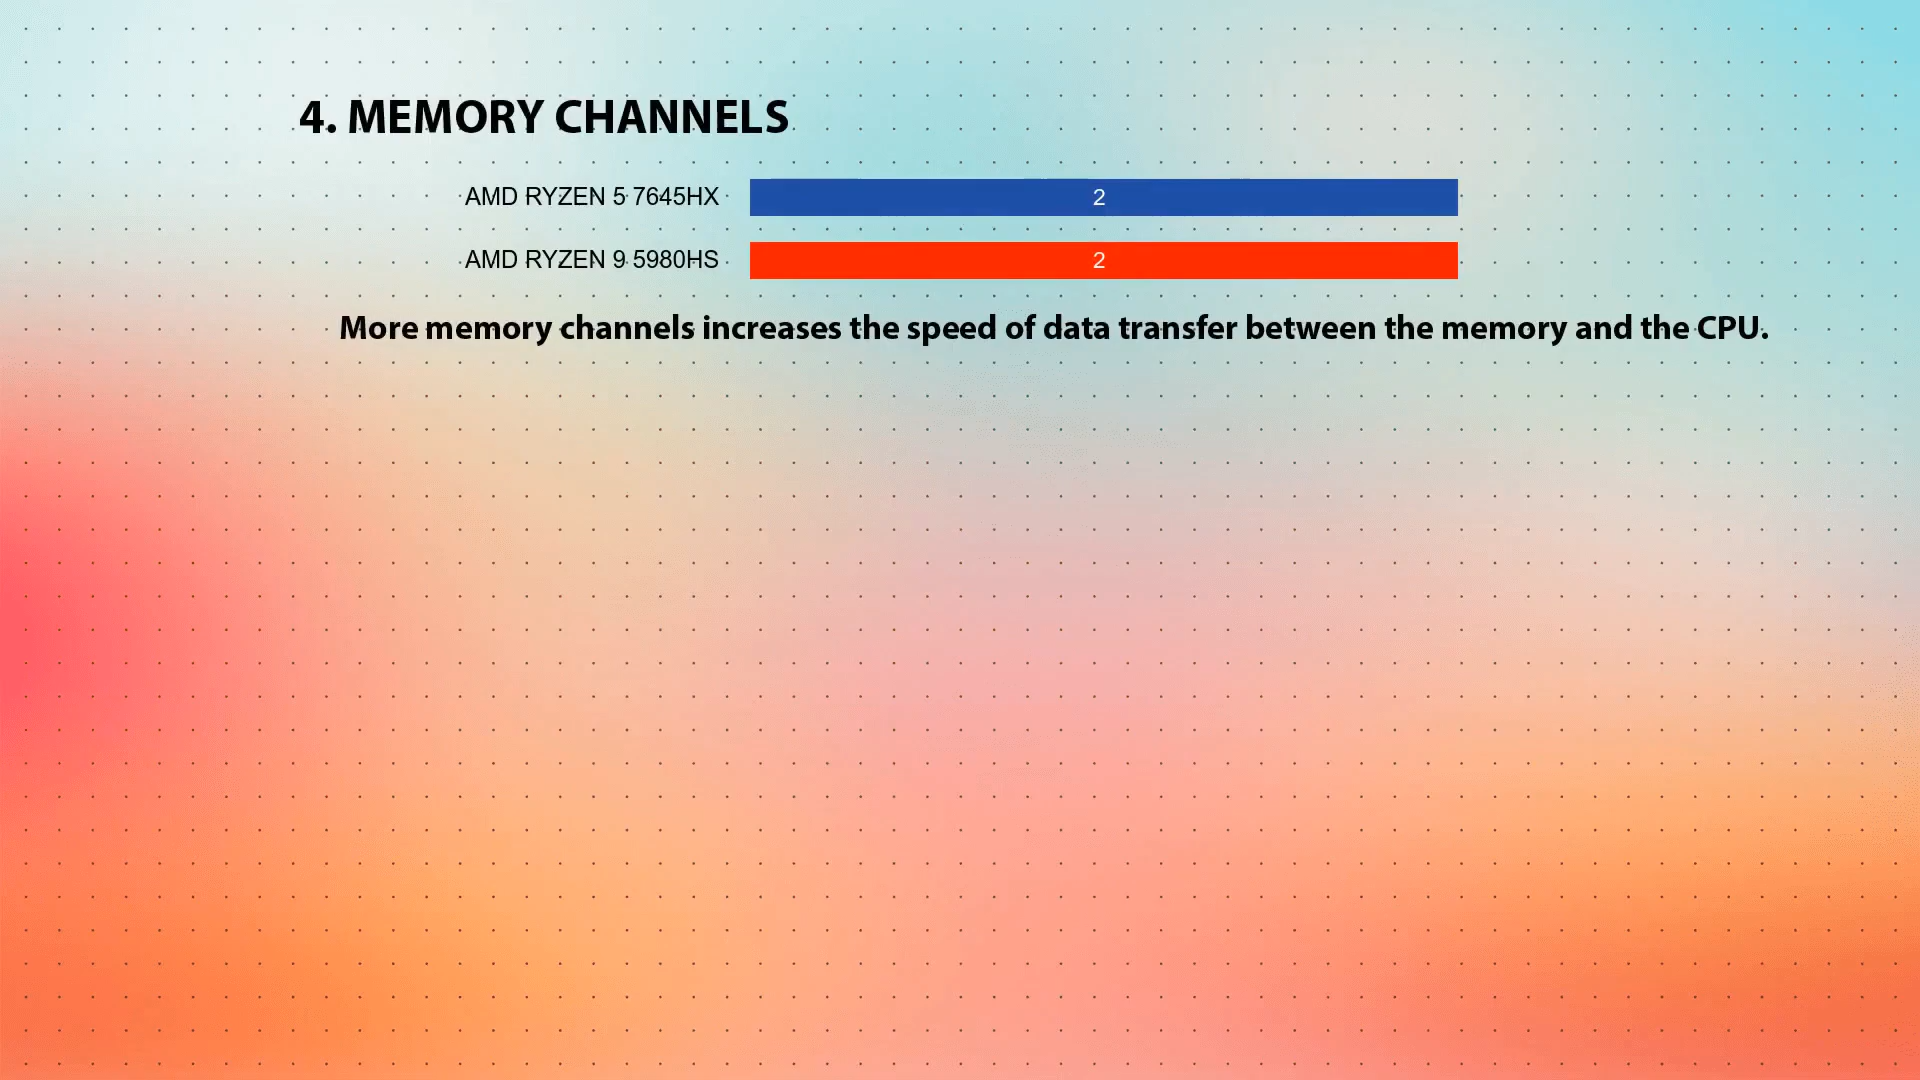 4. MEMORY CHANNELS
AMD RYZEN 5 7645HX 2
AMD RYZEN 9 5980HS 2
More memory channels increases the speed of data transfer between the memory and the CPU.